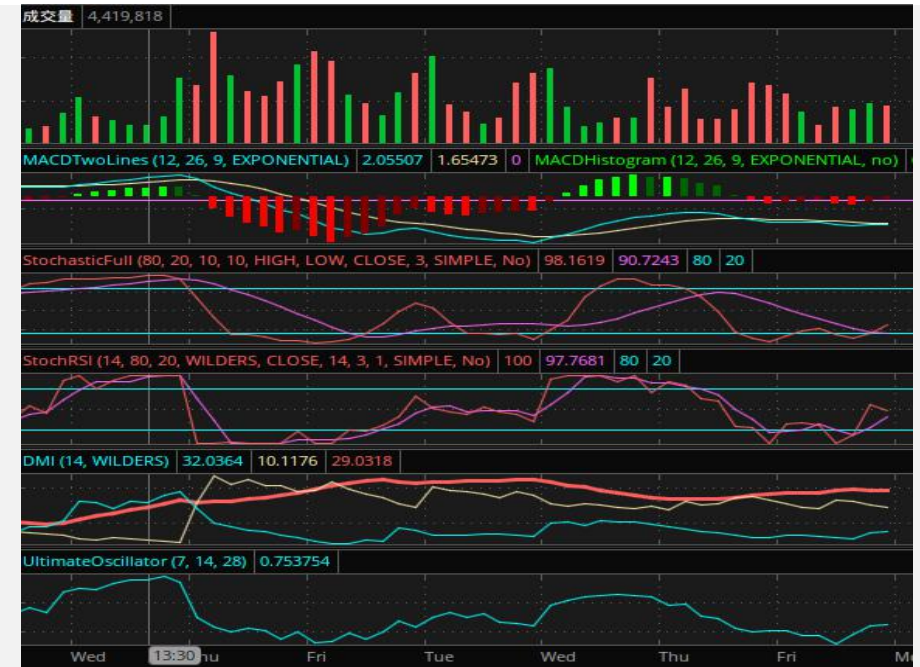 成交量 4,419,818
MACDTwoLines (12, 26, 9, EXPONENTIAL) 2.05507 1.65473 0 MACDHistogram (12, 26, 9, EXPONENTIAL, no)
StochasticFull (80, 20, 10, 10, HIGH, LOW, CLOSE, 3, SIMPLE, No) 98.1619 90.7243 80 20
StochRSI (14, 80, 20, WILDERS, CLOSE, 14, 3, 1, SIMPLE, No) 100 97.7681 80 20
DMI (14, WILDERS) 32.0364 10.1176 29.0318
UltimateOscillator (7, 14, 28) 0.753754
Wed 13:30 hu Fri Tue Wed Thu Fri